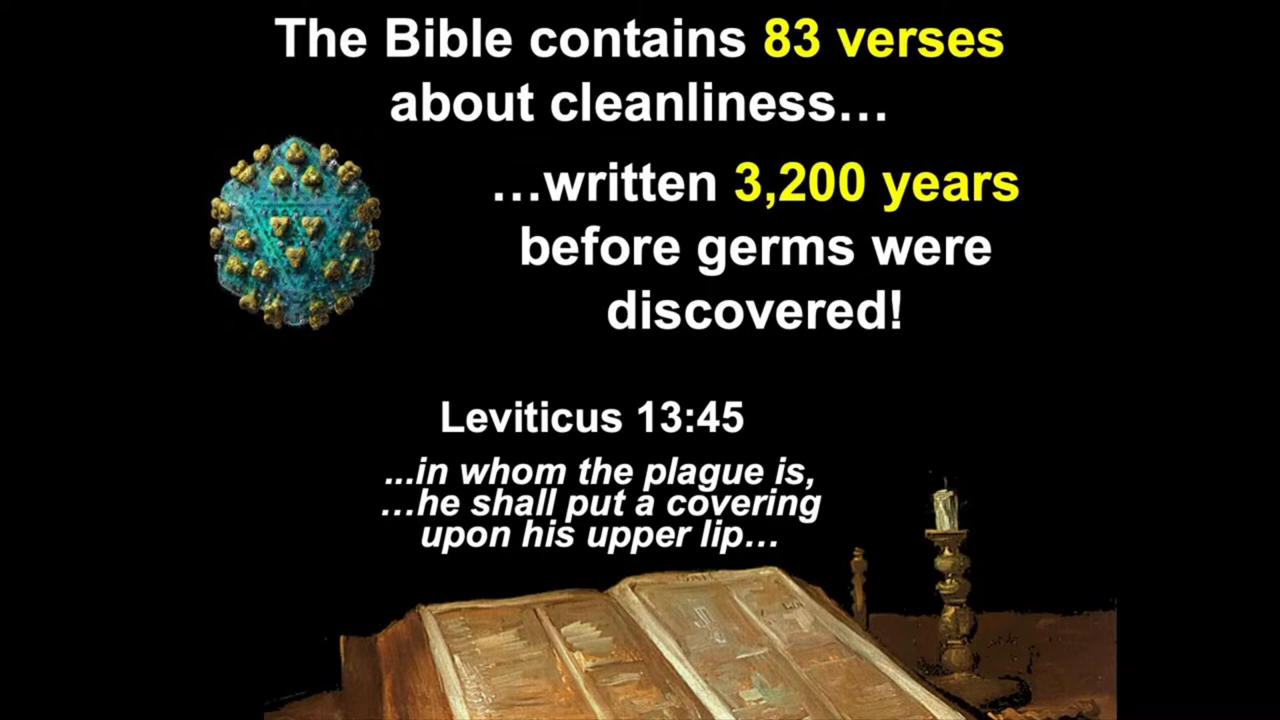 The Bible contains 83 verses
about cleanliness…
…written 3,200 years
before germs were
discovered!
Leviticus 13:45
...in whom the plague is,
…he shall put a covering
upon his upper lip…